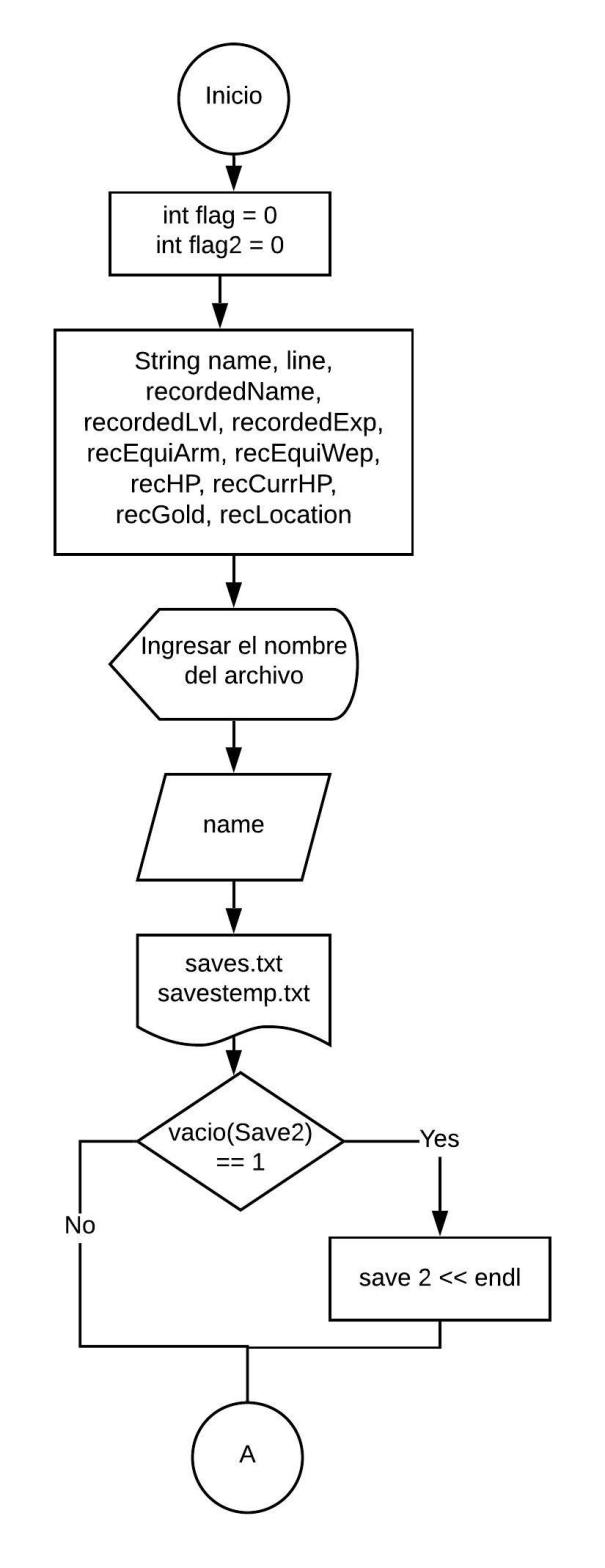 Inicio
int flag = 0
int flag2 = 0
String name, line,
recordedName,
recordedLvl, recordedExp,
recEquiArm, recEquiWep,
recHP, recCurrHP,
recGold, recLocation
Ingresar el nombre
del archivo
name
saves.txt
savestemp.txt
vacio(Save2)
== 1
Yes
No
save 2 << endl
A